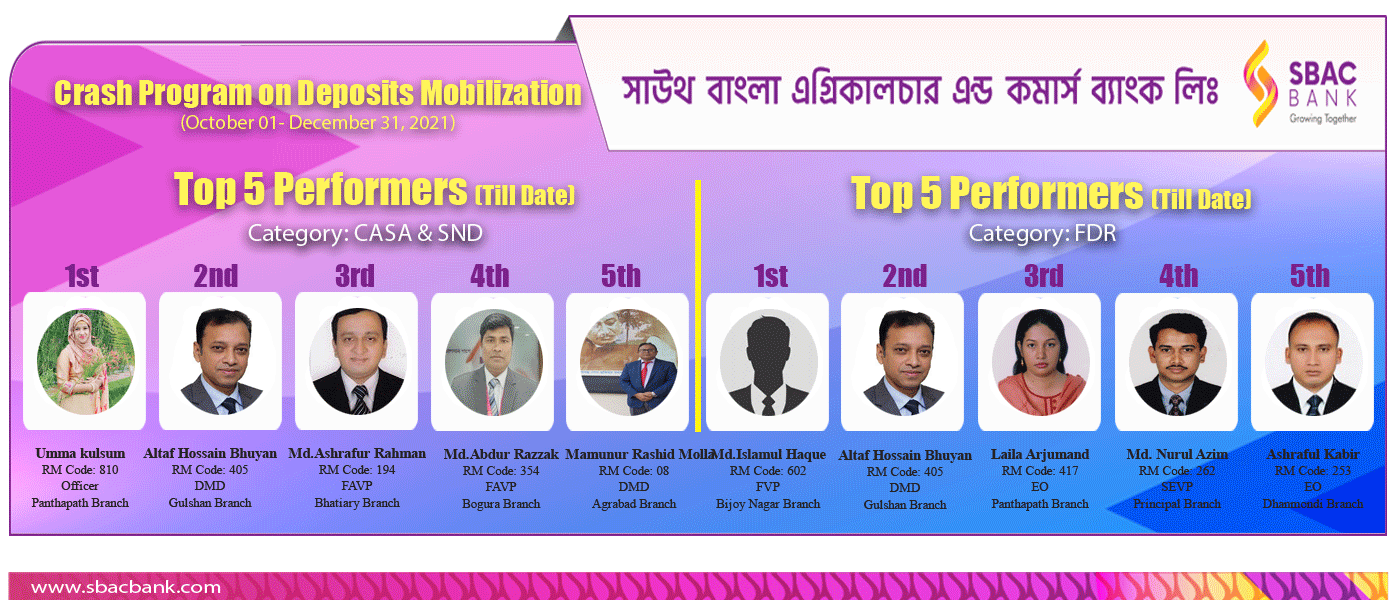 Crash Program on Deposits Mobilization
(October 01- December 31, 2021)
সাউথ বাংলা এগ্রিকালচার এন্ড কমার্স ব্যাংক লিঃ
SBAC
BANK
Growing Together
Top 5 Performers (Till Date)
Category: CASA & SND
1st 2nd 3rd 4th 5th
Umma kulsum Altaf Hossain Bhuyan Md.Ashrafur Rahman Md.Abdur Razzak Mamunur Rashid Molla
RM Code: 810 RM Code: 405 RM Code: 194 RM Code: 354 RM Code: 08
Officer DMD FAVP FAVP DMD
Panthapath Branch Gulshan Branch Bhatiary Branch Bogura Branch Agrabad Branch
Top 5 Performers (Till Date)
Category: FDR
1st 2nd 3rd 4th 5th
Md.Islamul Haque Altaf Hossain Bhuyan Laila Arjumand Md. Nurul Azim Ashraful Kabir
RM Code: 602 RM Code: 405 RM Code: 417 RM Code: 262 RM Code: 253
FVP DMD EO SEVP EO
Bijoy Nagar Branch Gulshan Branch Panthapath Branch Principal Branch Dhanmondi Branch
www.sbacbank.com